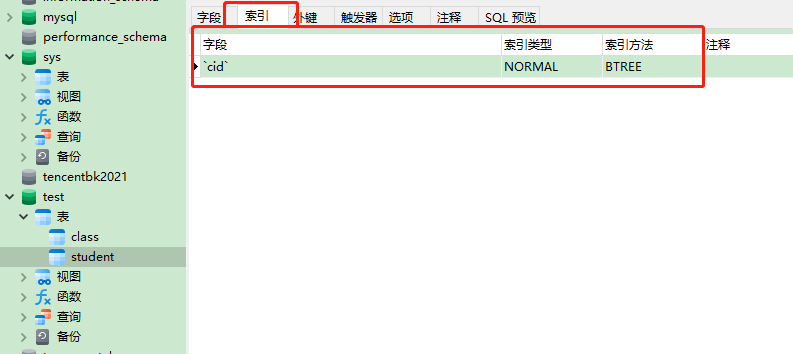 mysql
performance_schema
sys
表
视图
函数
查询
备份
tencentbk2021
test
表
class
student
视图
函数
查询
备份
字段 索引 外键 触发器 选项 注释 SQL 预览
字段 索引类型 索引方法 注释
`cid` NORMAL BTREE